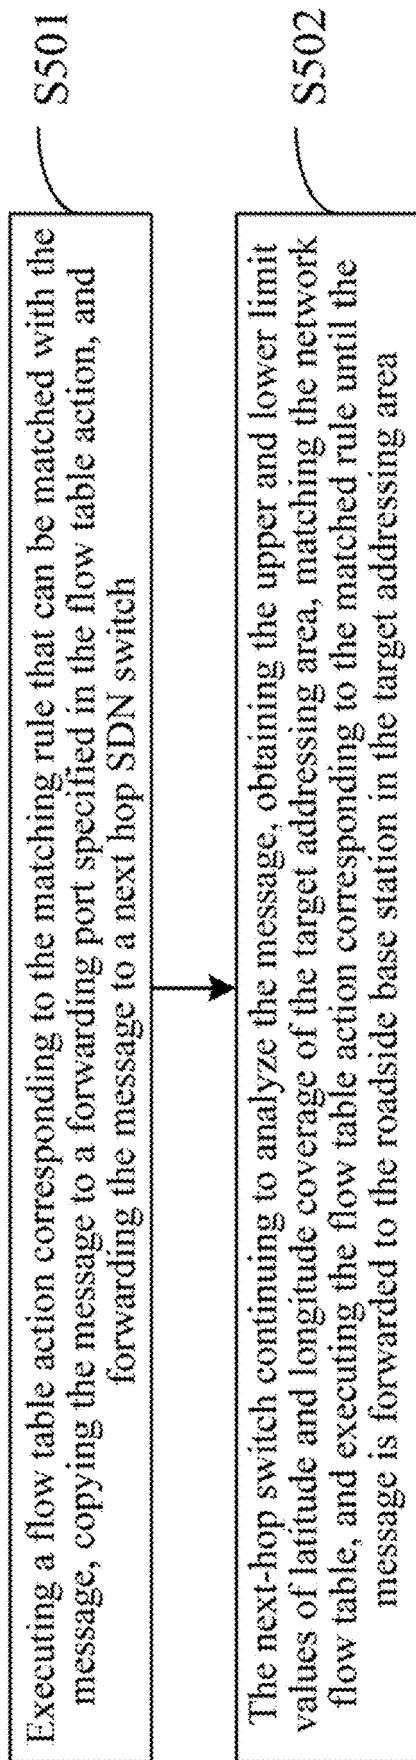 Executing a flow table action corresponding to the matching rule that can be matched with the
message, copying the message to a forwarding port specified in the flow table action, and
forwarding the message to a next hop SDN switch
S501
The next-hop switch continuing to analyze the message, obtaining the upper and lower limit
values of latitude and longitude coverage of the target addressing area, matching the network
flow table, and executing the flow table action corresponding to the matched rule until the
message is forwarded to the roadside base station in the target addressing area
S502